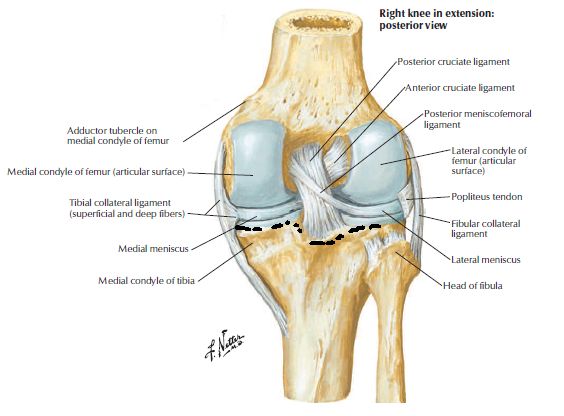 Right knee in extension:
posterior view
Posterior cruciate ligament
Anterior cruciate ligament
Posterior meniscofemoral
ligament
Adductor tubercle on
medial condyle of femur
Lateral condyle of
femur (articular
surface)
Medial condyle of femur (articular surface)
Popliteus tendon
Tibial collateral ligament
(superficial and deep fibers)
Fibular collateral
ligament
Medial meniscus
Lateral meniscus
Medial condyle of tibia
Head of fibula
F. Netter
M.D.